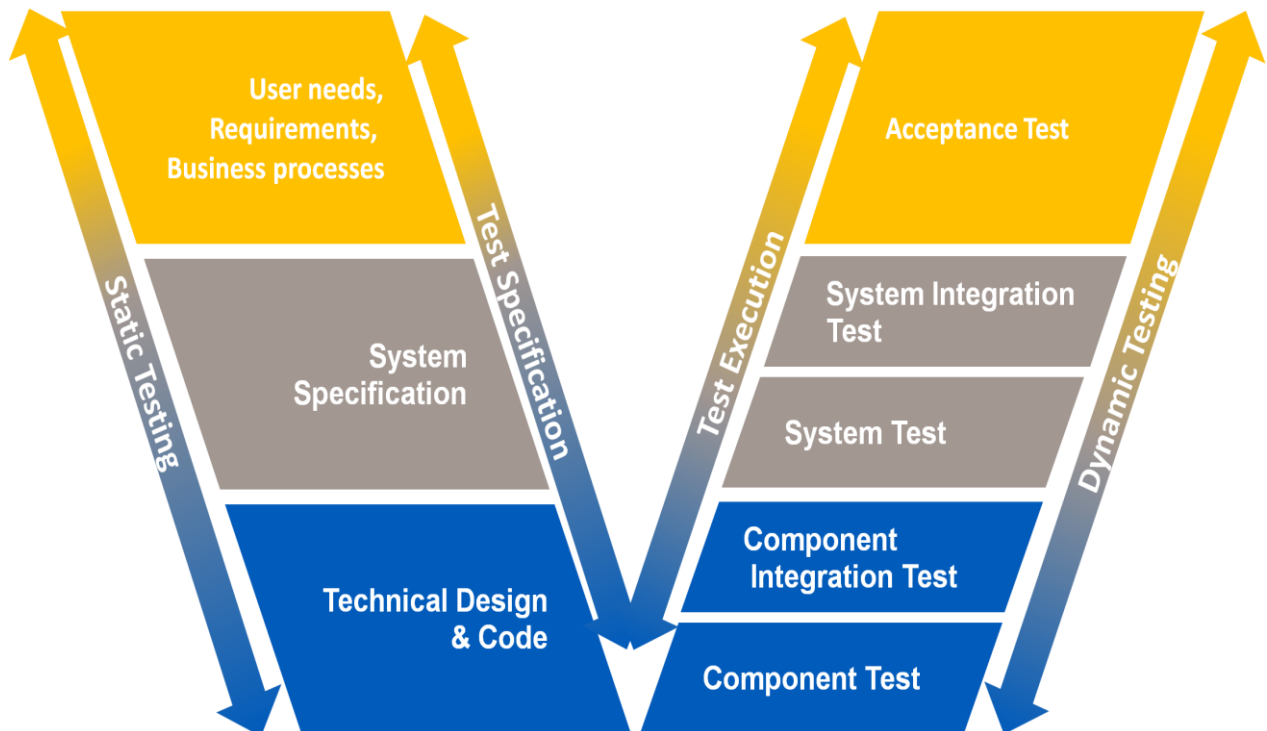 User needs,
Requirements,
Business processes
System
Specification
Technical Design
& Code
Static Testing
Test Specification
Test Execution
Dynamic Testing
Acceptance Test
System Integration
Test
System Test
Component
Integration Test
Component Test